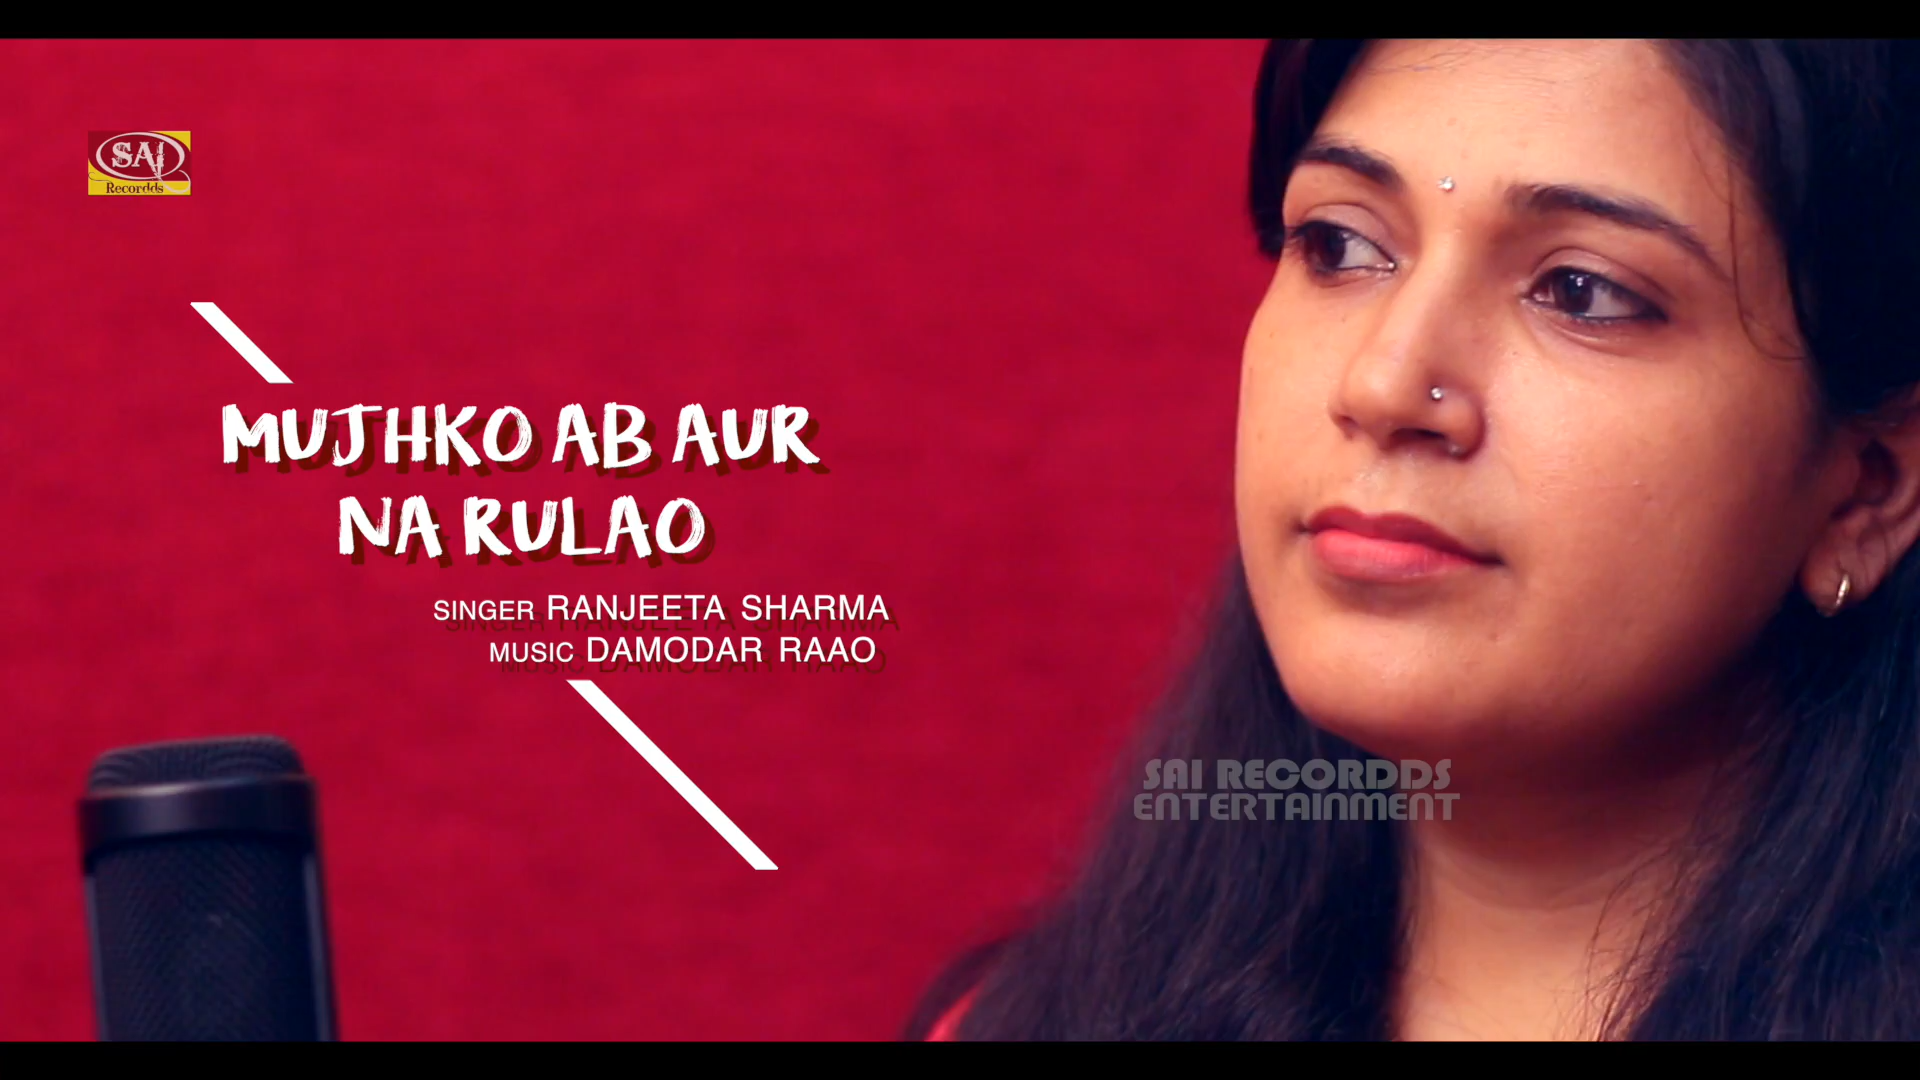 SAI
Recordds
MUJHKO AB AUR
NA RULAO
SINGER RANJEETA SHARMA
MUSIC DAMODAR RAAO
SAI RECORDDS
ENTERTAINMENT